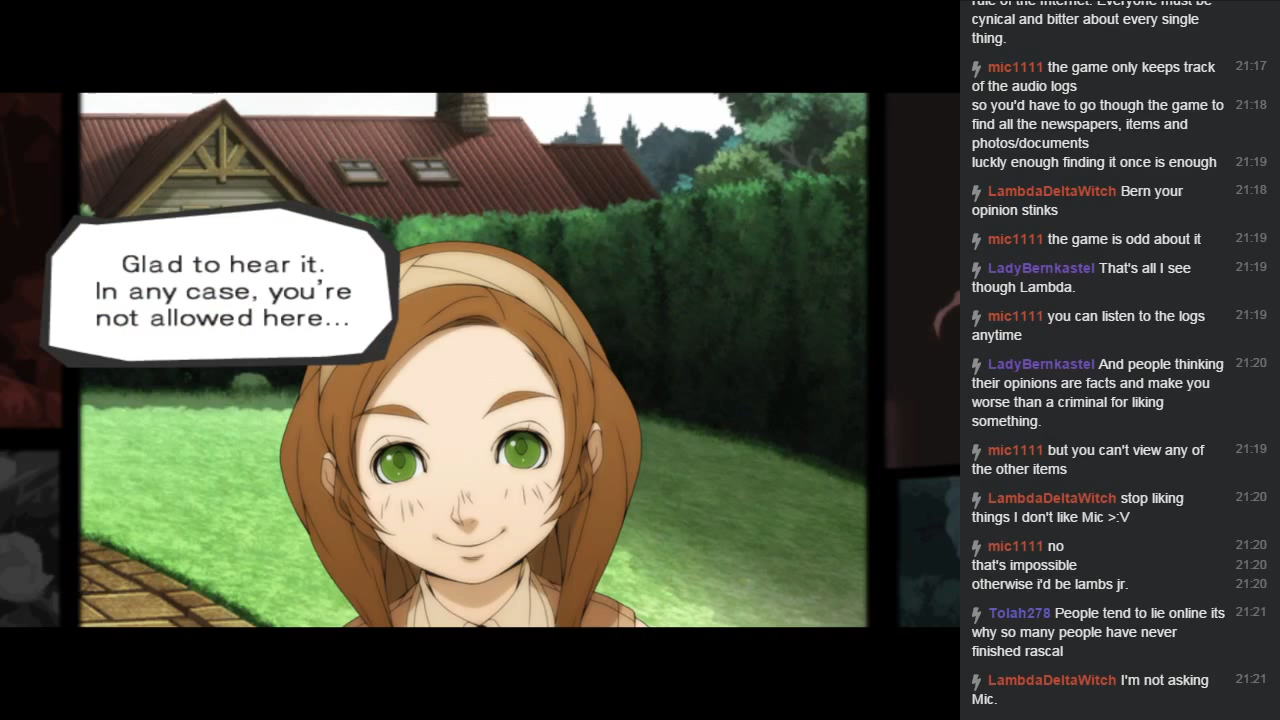 Glad to hear it.
In any case, you're
not allowed here...
rule of the internet. Everyone must be
cynical and bitter about every single
thing.
mic1111 the game only keeps track 21:17
of the audio logs
so you'd have to go though the game to 21:18
find all the newspapers, items and
photos/documents
luckly enough finding it once is enough 21:19
LambdaDeltaWitch Bern your 21:18
opinion stinks
mic1111 the game is odd about it 21:19
LadyBernkastel That's all I see 21:19
though Lambda.
mic1111 you can listen to the logs 21:19
anytime
LadyBernkastel And people thinking 21:20
their opinions are facts and make you
worse than a criminal for liking
something.
mic1111 but you can't view any of 21:19
the other items
LambdaDeltaWitch stop liking 21:20
things I don't like Mic >:V
mic1111 no 21:20
that's impossible 21:20
otherwise i'd be lambs jr. 21:20
Tolah278 People tend to lie online its 21:21
why so many people have never
finished rascal
LambdaDeltaWitch I'm not asking 21:21
Mic.